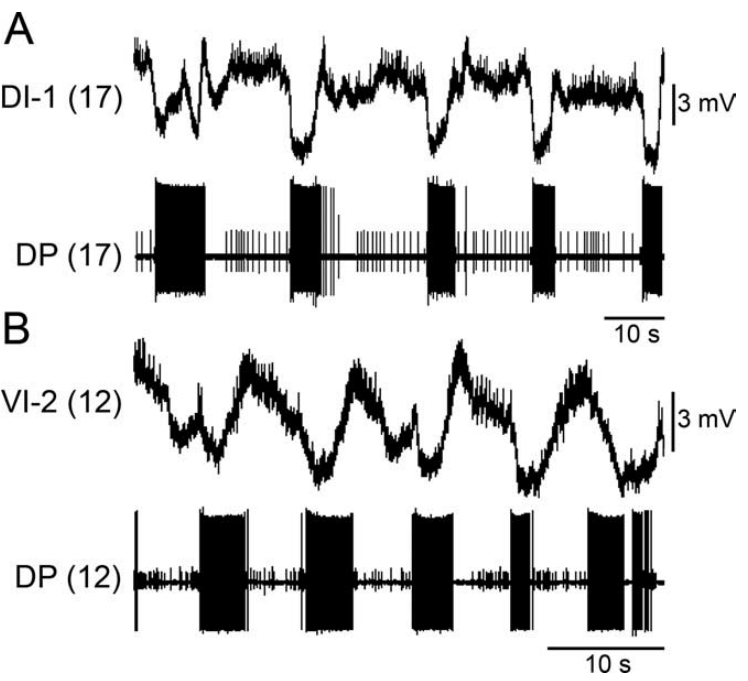 A
DI-1 (17)
3 mV
DP (17)
10 s
B
VI-2 (12)
3 mV
DP (12)
10 s